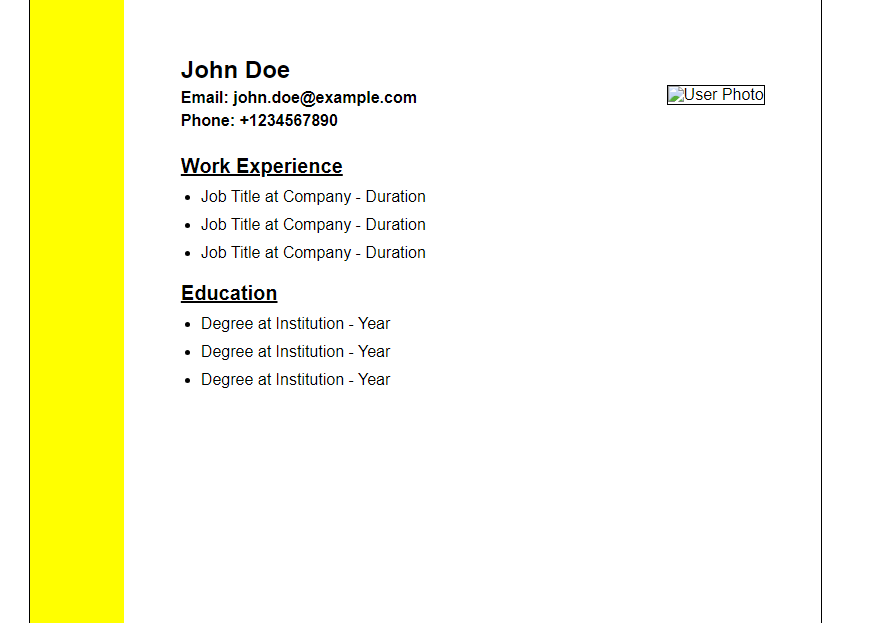 John Doe
Email: john.doe@example.com
Phone: +1234567890
User Photo
Work Experience
• Job Title at Company - Duration
• Job Title at Company - Duration
• Job Title at Company - Duration
Education
• Degree at Institution - Year
• Degree at Institution - Year
• Degree at Institution - Year